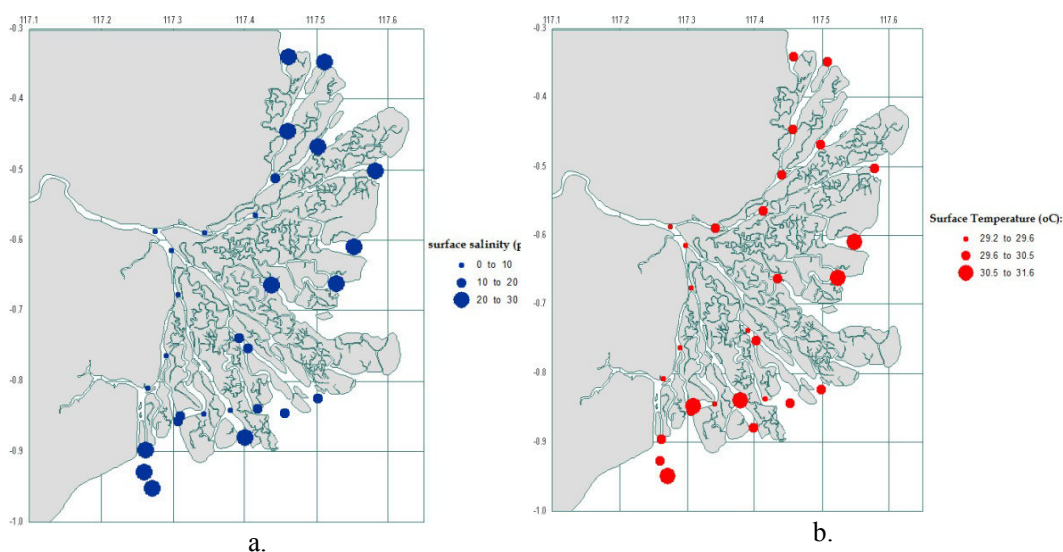 117.1 117.2 117.3 117.4 117.5 117.6
-0.3
-0.4
-0.5
-0.6
-0.7
-0.8
-0.9
-1.0
surface salinity (p
0 to 10
10 to 20
20 to 30
a.
117.1 117.2 117.3 117.4 117.5 117.6
-0.3
-0.4
-0.5
-0.6
-0.7
-0.8
-0.9
-1.0
Surface Temperature (oC):
29.2 to 29.6
29.6 to 30.5
30.5 to 31.6
b.